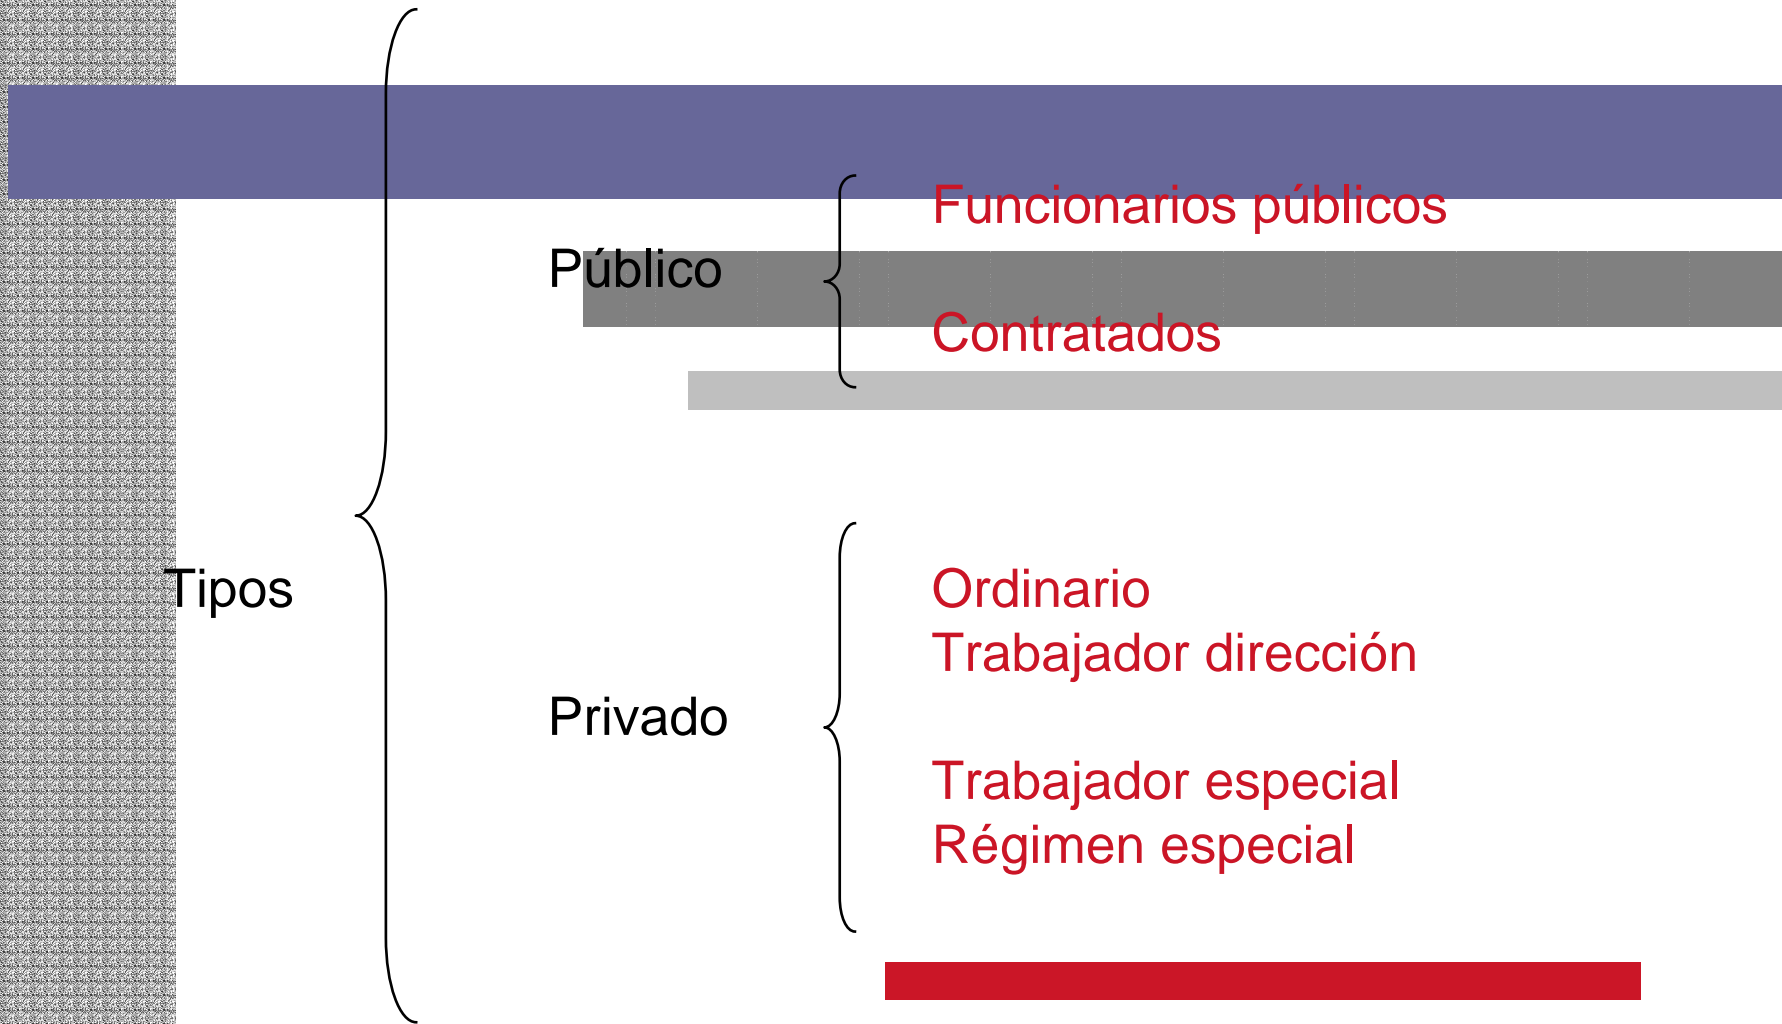 Tipos
Público
Funcionarios públicos
Contratados
Privado
Ordinario
Trabajador dirección
Trabajador especial
Régimen especial